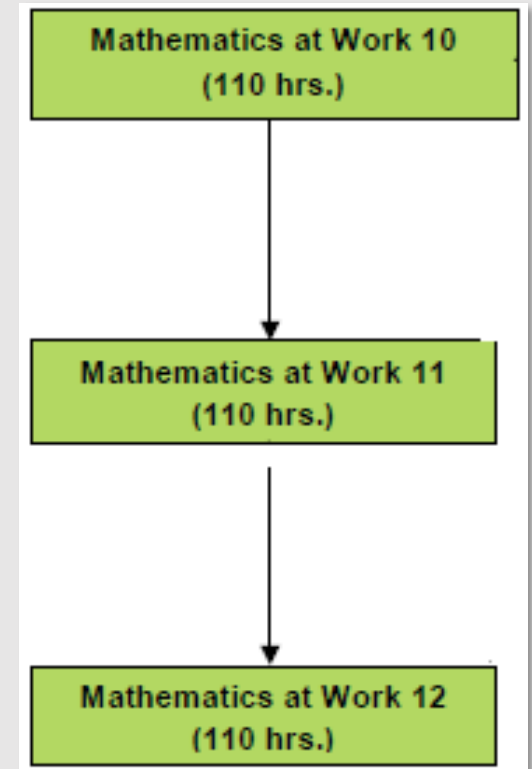 Mathematics at Work 10
(110 hrs.)
Mathematics at Work 11
(110 hrs.)
Mathematics at Work 12
(110 hrs.)